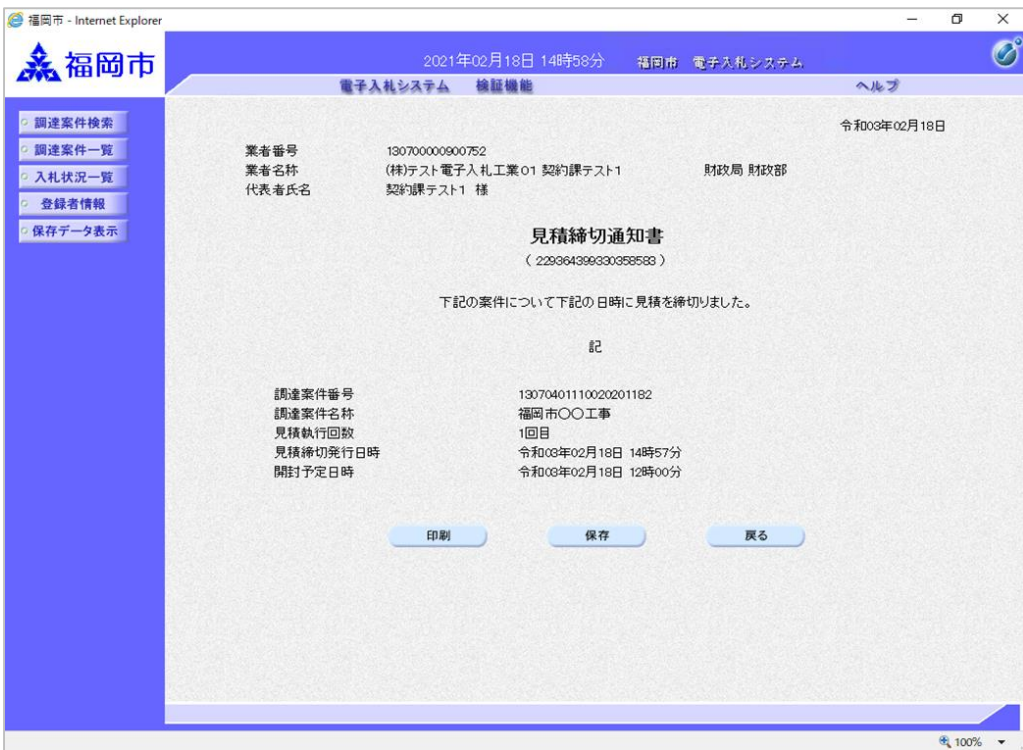 福岡市 - Internet Explorer
福岡市
2021年02月18日 14時58分 福岡市 電子入札システム
電子入札システム 検証機能 ヘルプ
調達案件検索
調達案件一覧
入札状況一覧
登録者情報
保存データ表示
令和03年02月18日
業者番号 130700000900752
業者名称 (株)テスト電子入札工業01 契約課テスト1 財政局 財政部
代表者氏名 契約課テスト1 様
見積締切通知書
( 229364399330358583 )
下記の案件について下記の日時に見積を締切りました。
記
調達案件番号 13070401110020201182
調達案件名称 福岡市〇〇工事
見積執行回数 1回目
見積締切発行日時 令和03年02月18日 14時57分
開封予定日時 令和03年02月18日 12時00分
印刷 保存 戻る
100%